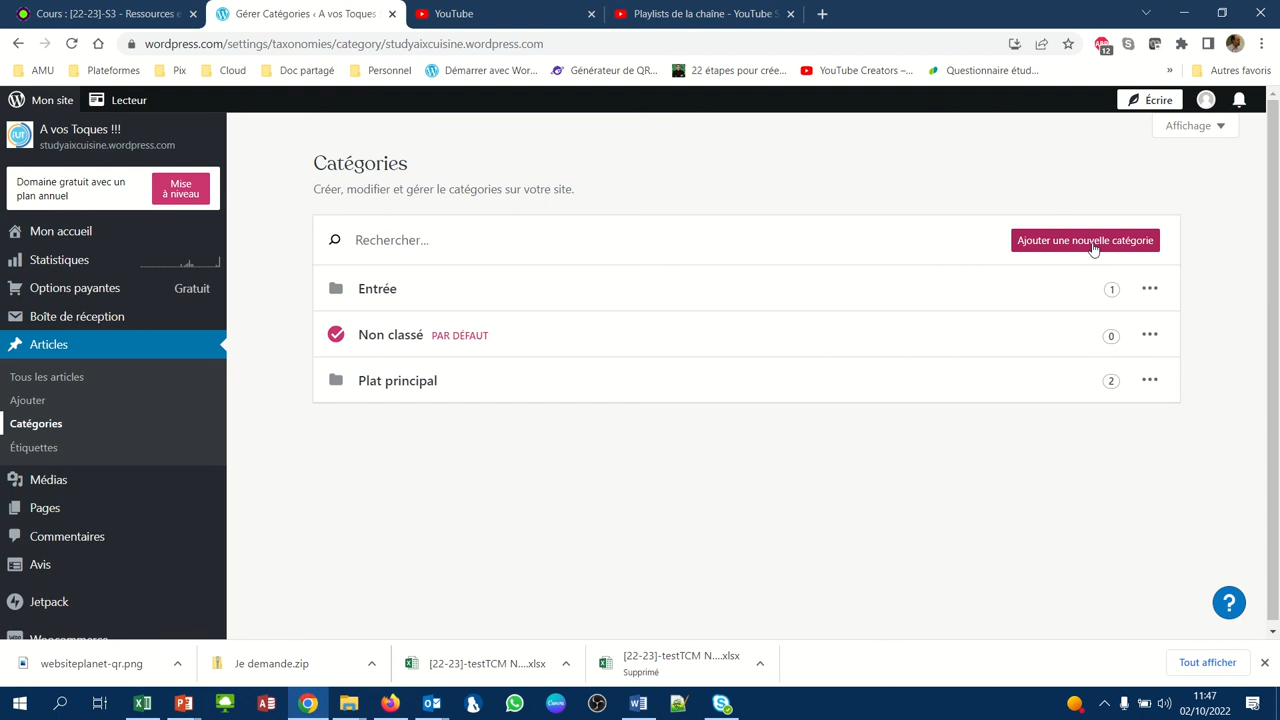 Cours : [22-23]-S3 - Ressources e
Gérer Catégories ‹ A vos Toques
YouTube
Playlists de la chaîne - YouTube S
wordpress.com/settings/taxonomies/category/studyaixcuisine.wordpress.com
12
AMU
Plateformes
Pix
Cloud
Doc partagé
Personnel
Démarrer avec Wor...
Générateur de QR...
22 étapes pour crée...
YouTube Creators –...
Questionnaire étud...
»
Autres favoris
Mon site
Lecteur
Écrire
A vos Toques !!!
studyaixcuisine.wordpress.com
Affichage
Domaine gratuit avec un
plan annuel
Mise
à niveau
Mon accueil
Statistiques
Options payantes
Gratuit
Boîte de réception
Articles
Tous les articles
Ajouter
Catégories
Étiquettes
Médias
Pages
Commentaires
Avis
Jetpack
Catégories
Créer, modifier et gérer le catégories sur votre site.
Rechercher...
Ajouter une nouvelle catégorie
Entrée
1
Non classé PAR DÉFAUT
0
Plat principal
2
?
websiteplanet-qr.png
Je demande.zip
[22-23]-testTCM N....xlsx
[22-23]-testTCM N....xlsx
Supprimé
Tout afficher
11:47
02/10/2022